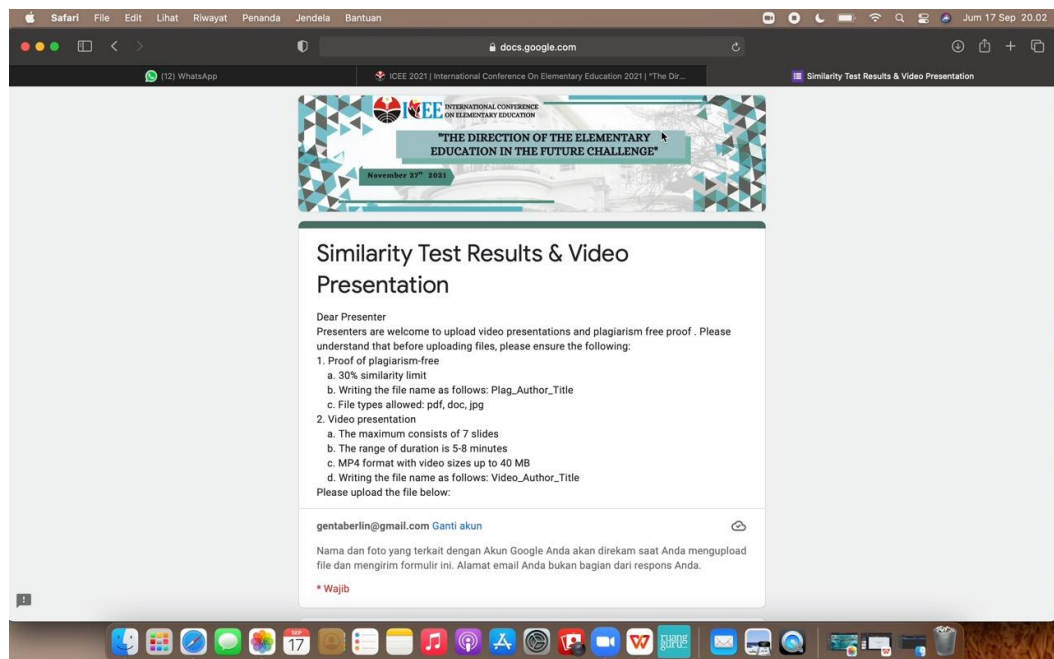 Safari File Edit Lihat Riwayat Penanda Jendela Bantuan Jum 17 Sep 20.02
docs.google.com
(12) WhatsApp
ICEE 2021 | International Conference On Elementary Education 2021 | "The Dir...
Similarity Test Results & Video Presentation
ICEE INTERNATIONAL CONFERENCE
ON ELEMENTARY EDUCATION
"THE DIRECTION OF THE ELEMENTARY
EDUCATION IN THE FUTURE CHALLENGE"
November 27th 2021
Similarity Test Results & Video
Presentation
Dear Presenter
Presenters are welcome to upload video presentations and plagiarism free proof . Please
understand that before uploading files, please ensure the following:
1. Proof of plagiarism-free
a. 30% similarity limit
b. Writing the file name as follows: Plag_Author_Title
c. File types allowed: pdf, doc, jpg
2. Video presentation
a. The maximum consists of 7 slides
b. The range of duration is 5-8 minutes
c. MP4 format with video sizes up to 40 MB
d. Writing the file name as follows: Video_Author_Title
Please upload the file below:
gentaberlin@gmail.com Ganti akun
Nama dan foto yang terkait dengan Akun Google Anda akan direkam saat Anda mengupload
file dan mengirim formulir ini. Alamat email Anda bukan bagian dari respons Anda.
* Wajib
SEP
17
ruang
guru